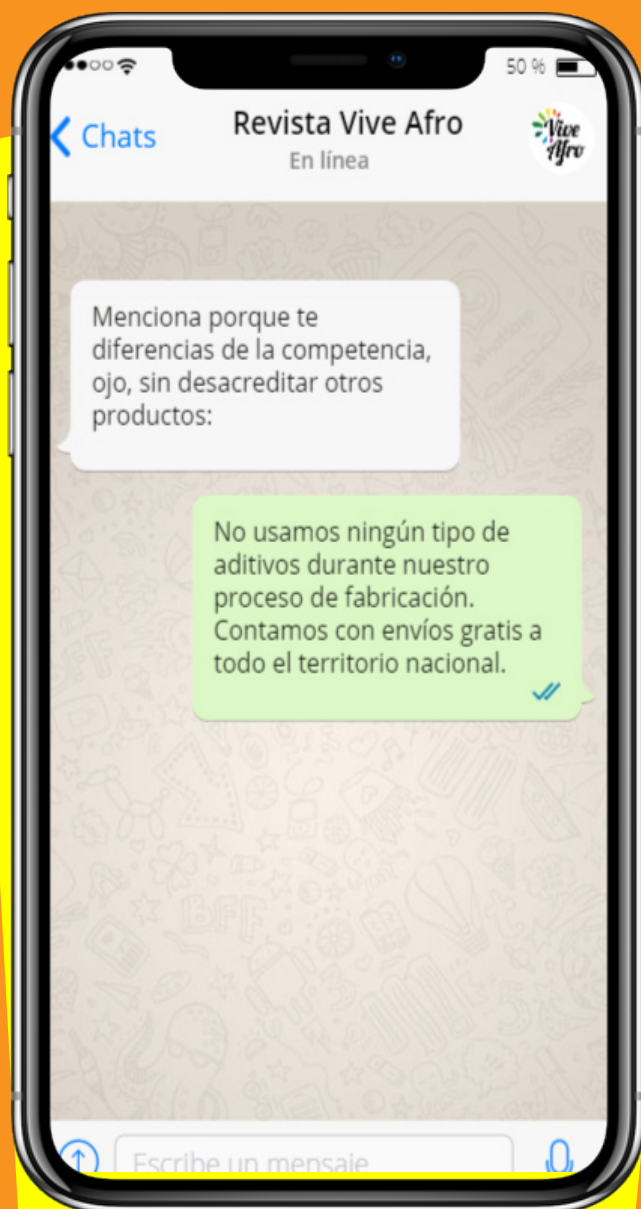 50 %
Chats
Revista Vive Afro
En línea
Vive
Afro
Menciona porque te
diferencias de la competencia,
ojo, sin desacreditar otros
productos:
No usamos ningún tipo de
aditivos durante nuestro
proceso de fabricación.
Contamos con envíos gratis a
todo el territorio nacional.
BFF
Escribe un mensaje